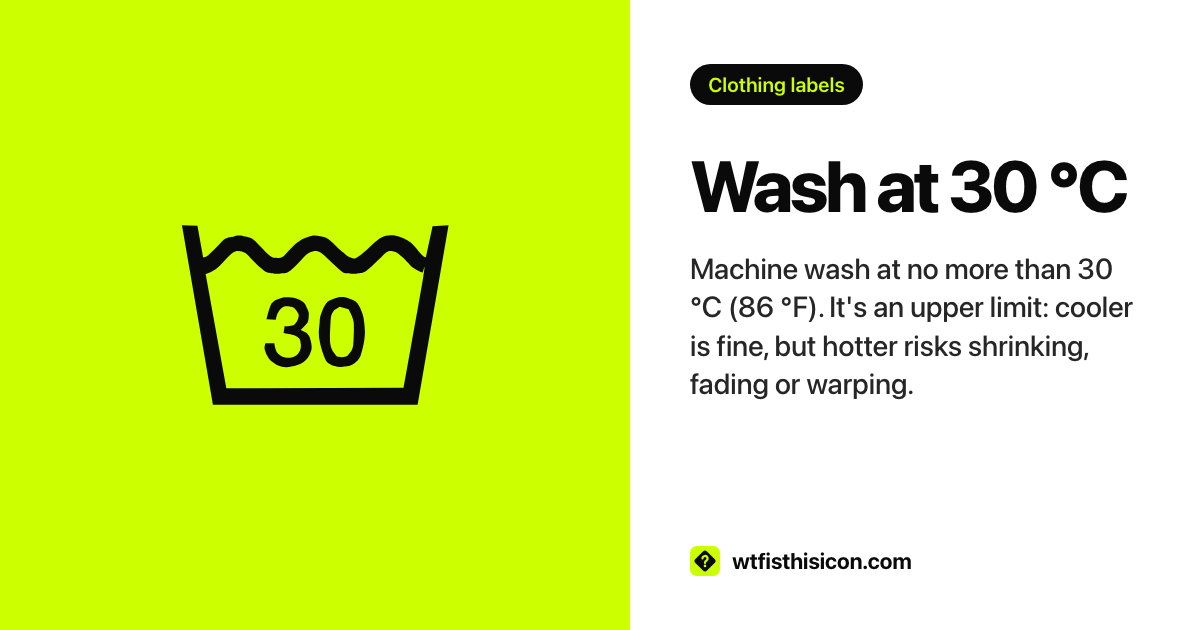 30
Clothing labels
Wash at 30 °C
Machine wash at no more than 30
°C (86 °F). It's an upper limit: cooler
is fine, but hotter risks shrinking,
fading or warping.
?
wtfisthisicon.com